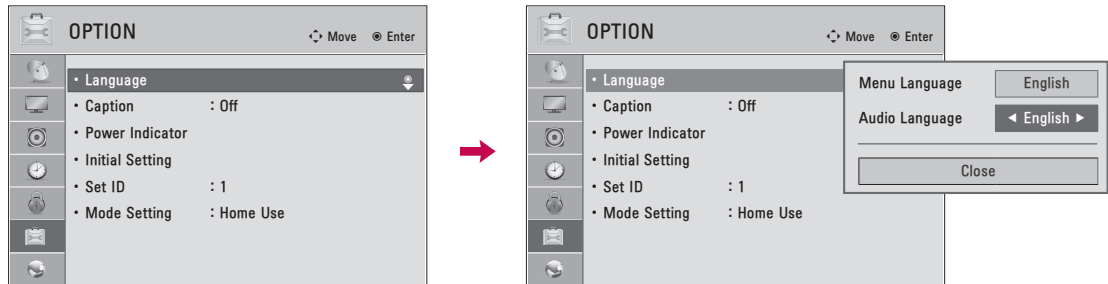 OPTION
Move Enter
• Language
• Caption : Off
• Power Indicator
• Initial Setting
• Set ID : 1
• Mode Setting : Home Use
OPTION
Move Enter
• Language
• Caption : Off
• Power Indicator
• Initial Setting
• Set ID : 1
• Mode Setting : Home Use
Menu Language English
Audio Language ◄ English ►
Close